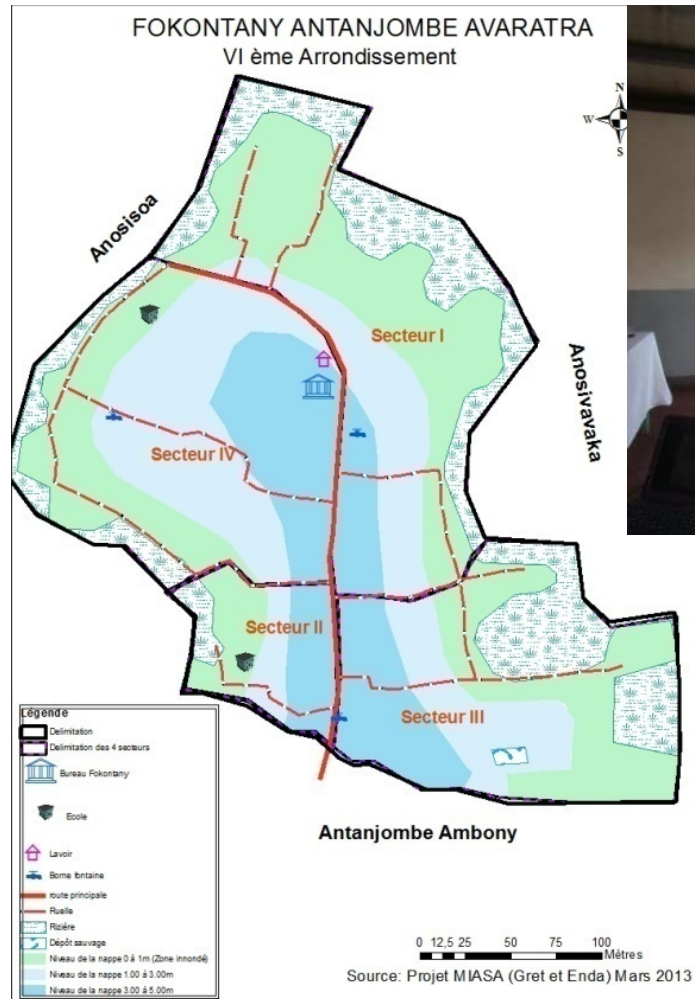 FOKONTANY ANTANJOMBE AVARATRA
VI ème Arrondissement
N
W
S
Anosisoa
Secteur I
Anosivavaka
Secteur IV
Secteur II
Secteur III
Antanjombe Ambony
Légende
Delimitation
Delimitation des 4 secteurs
Bureau Fokontany
Ecole
Lavoir
Borne fontaine
route principale
Ruelle
Rizière
Dépôt sauvage
Niveau de la nappe 0 à 1m (Zone innondé)
Niveau de la nappe 1.00 à 3.00m
Niveau de la nappe 3.00 à 5.00m
0 12,5 25 50 75 100
Mètres
Source: Projet MIASA (Gret et Enda) Mars 2013